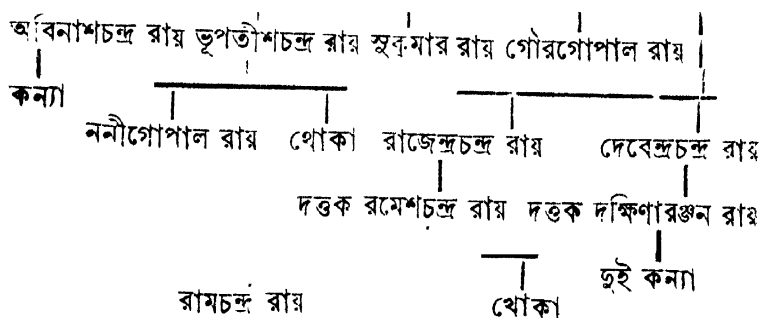 অবিনাশচন্দ্র রায় ভূপতীশচন্দ্র রায় সুকুমার রায় গৌরগোপাল রায়
কন্যা
ননীগোপাল রায় খোকা রাজেন্দ্রচন্দ্র রায় দেবেন্দ্রচন্দ্র রায়
দত্তক রমেশচন্দ্র রায় দত্তক দক্ষিণারঞ্জন রায়
দুই কন্যা
রামচন্দ্র রায় খোকা